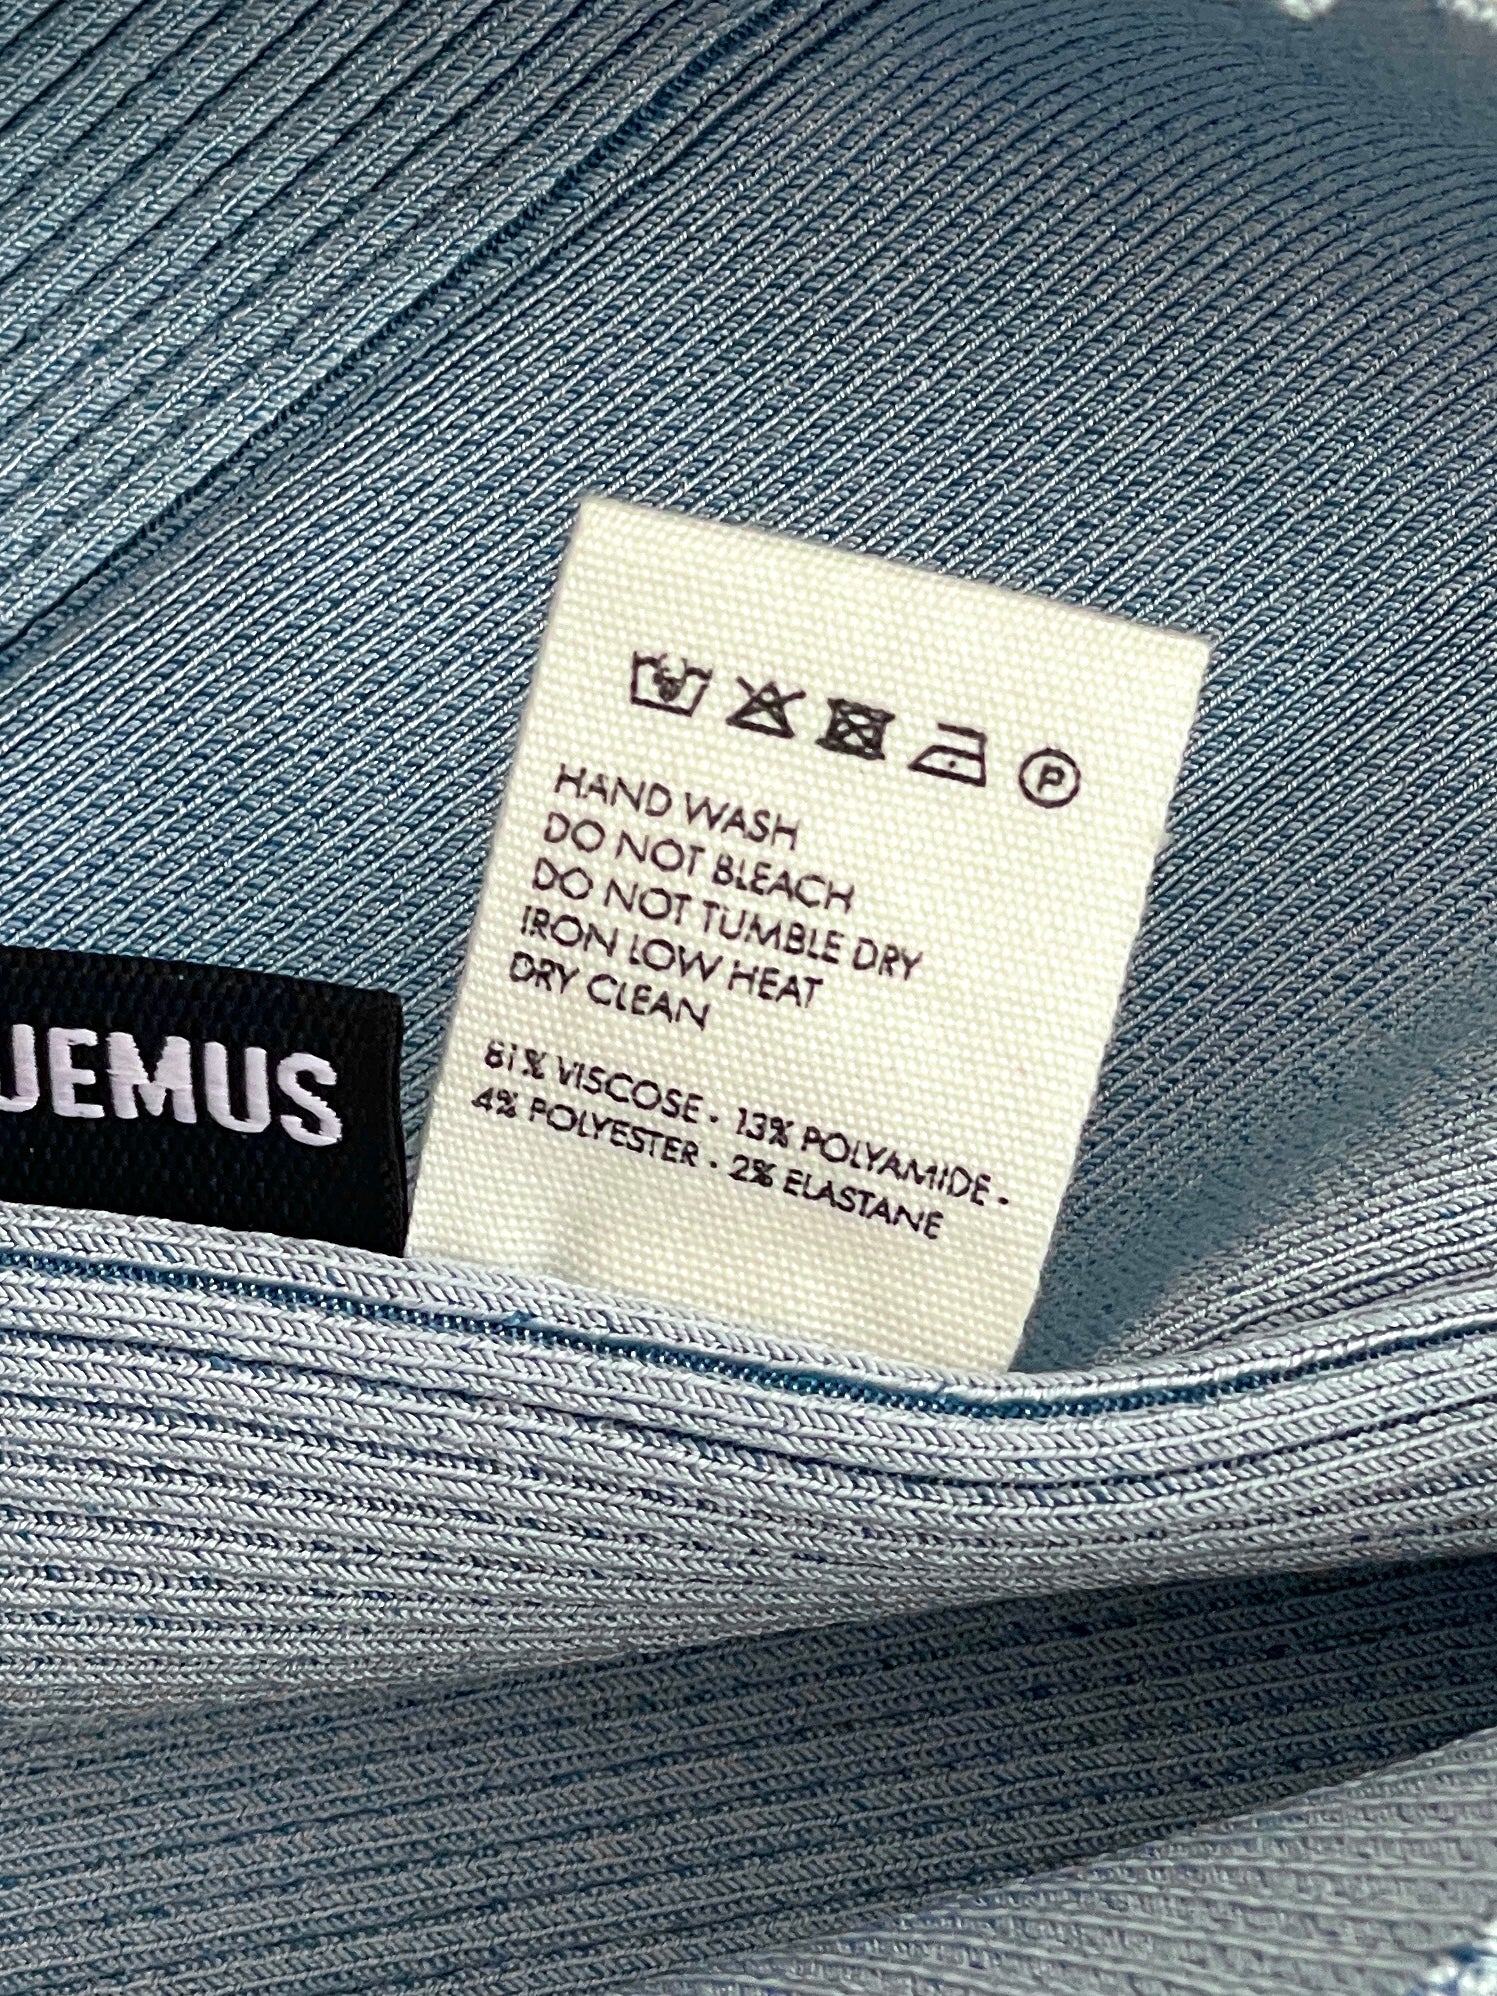 P
HAND WASH
DO NOT BLEACH
DO NOT TUMBLE DRY
IRON LOW HEAT
DRY CLEAN
81% VISCOSE . 13% POLYAMIDE .
4% POLYESTER . 2% ELASTANE
UEMUS